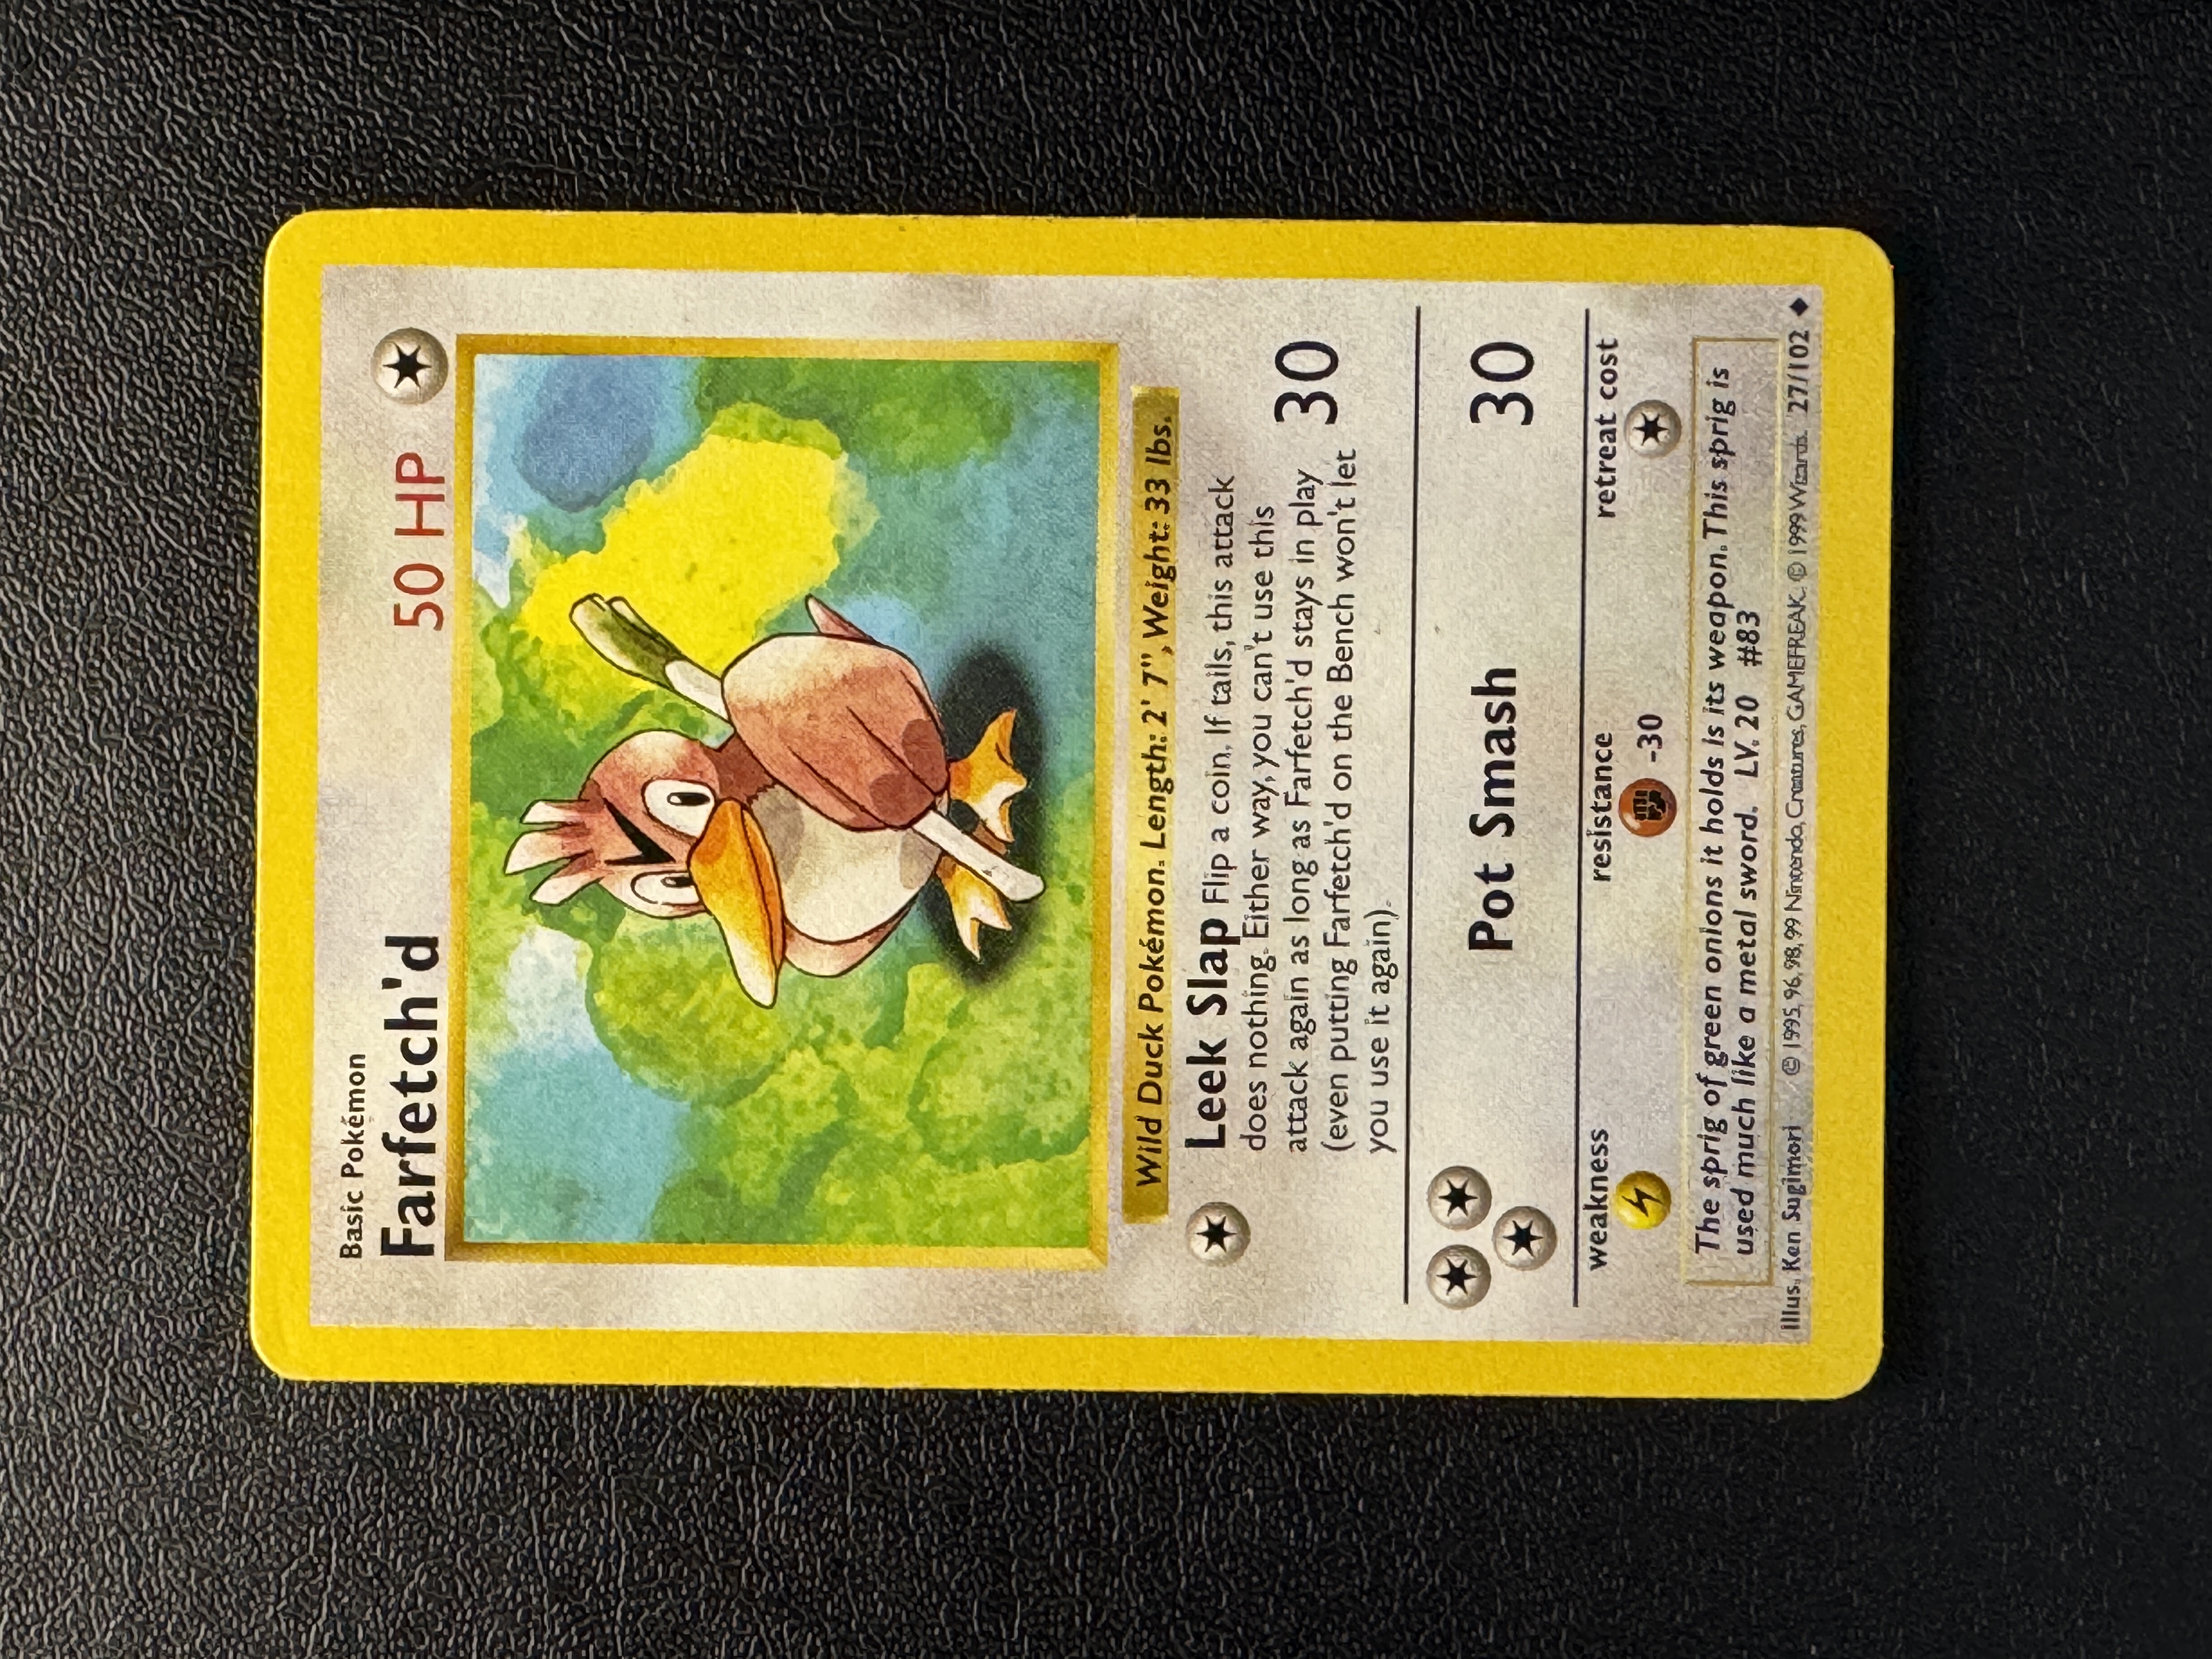 Basic Pokémon
Farfetch'd 50 HP
Wild Duck Pokémon. Length: 2' 7", Weight: 33 lbs.
Leek Slap Flip a coin. If tails, this attack
does nothing. Either way, you can't use this
attack again as long as Farfetch'd stays in play
(even putting Farfetch'd on the Bench won't let
you use it again).
30
Pot Smash 30
weakness resistance retreat cost
-30
The sprig of green onions it holds is its weapon. This sprig is
used much like a metal sword. LV. 20 #83
Illus. Ken Sugimori © 1995, 96, 98, 99 Nintendo, Creatures, GAMEFREAK. © 1999 Wizards. 27/102